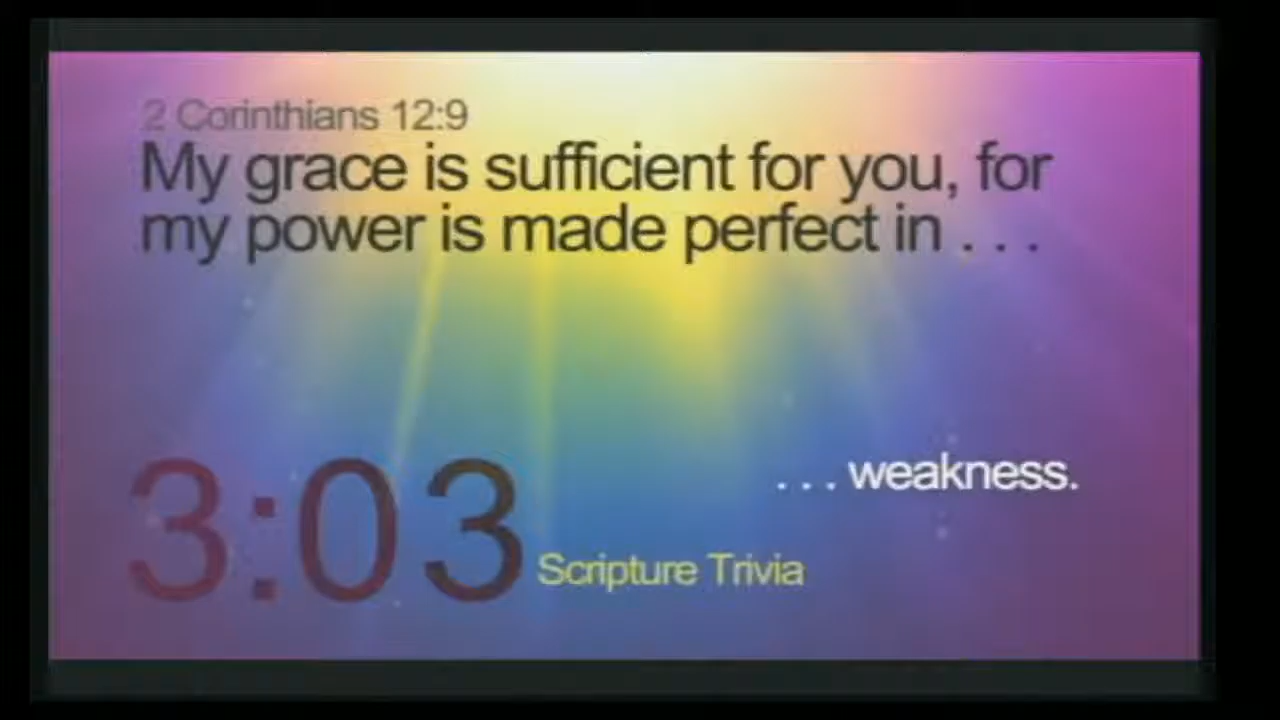 2 Corinthians 12:9
My grace is sufficient for you, for
my power is made perfect in . . .
. . . weakness.
3:03 Scripture Trivia